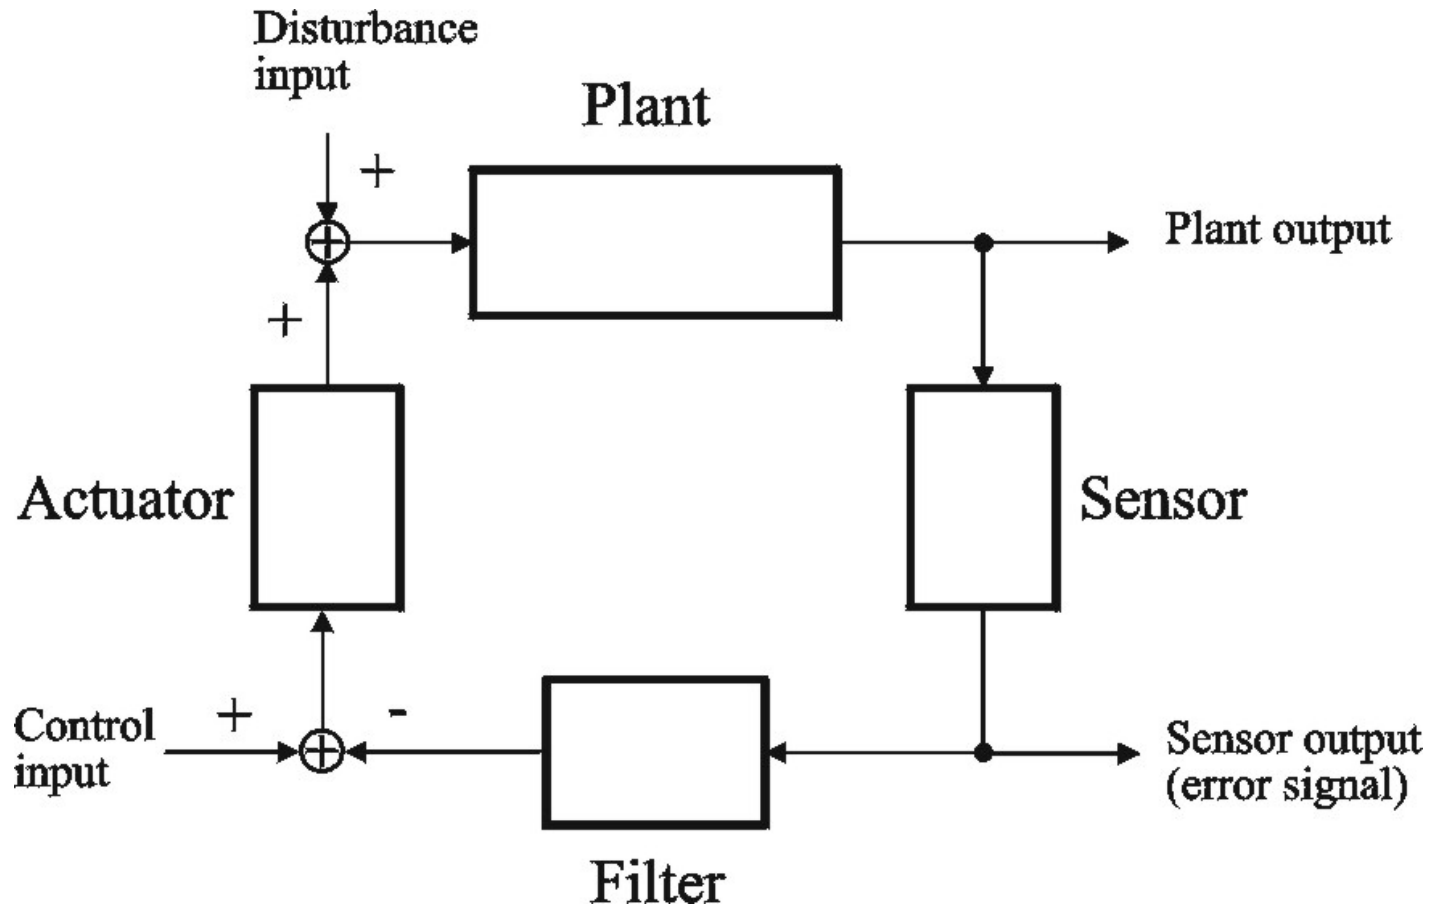 Disturbance
input
Plant
+
Plant output
+
Actuator
Sensor
Control
input
+
-
Sensor output
(error signal)
Filter